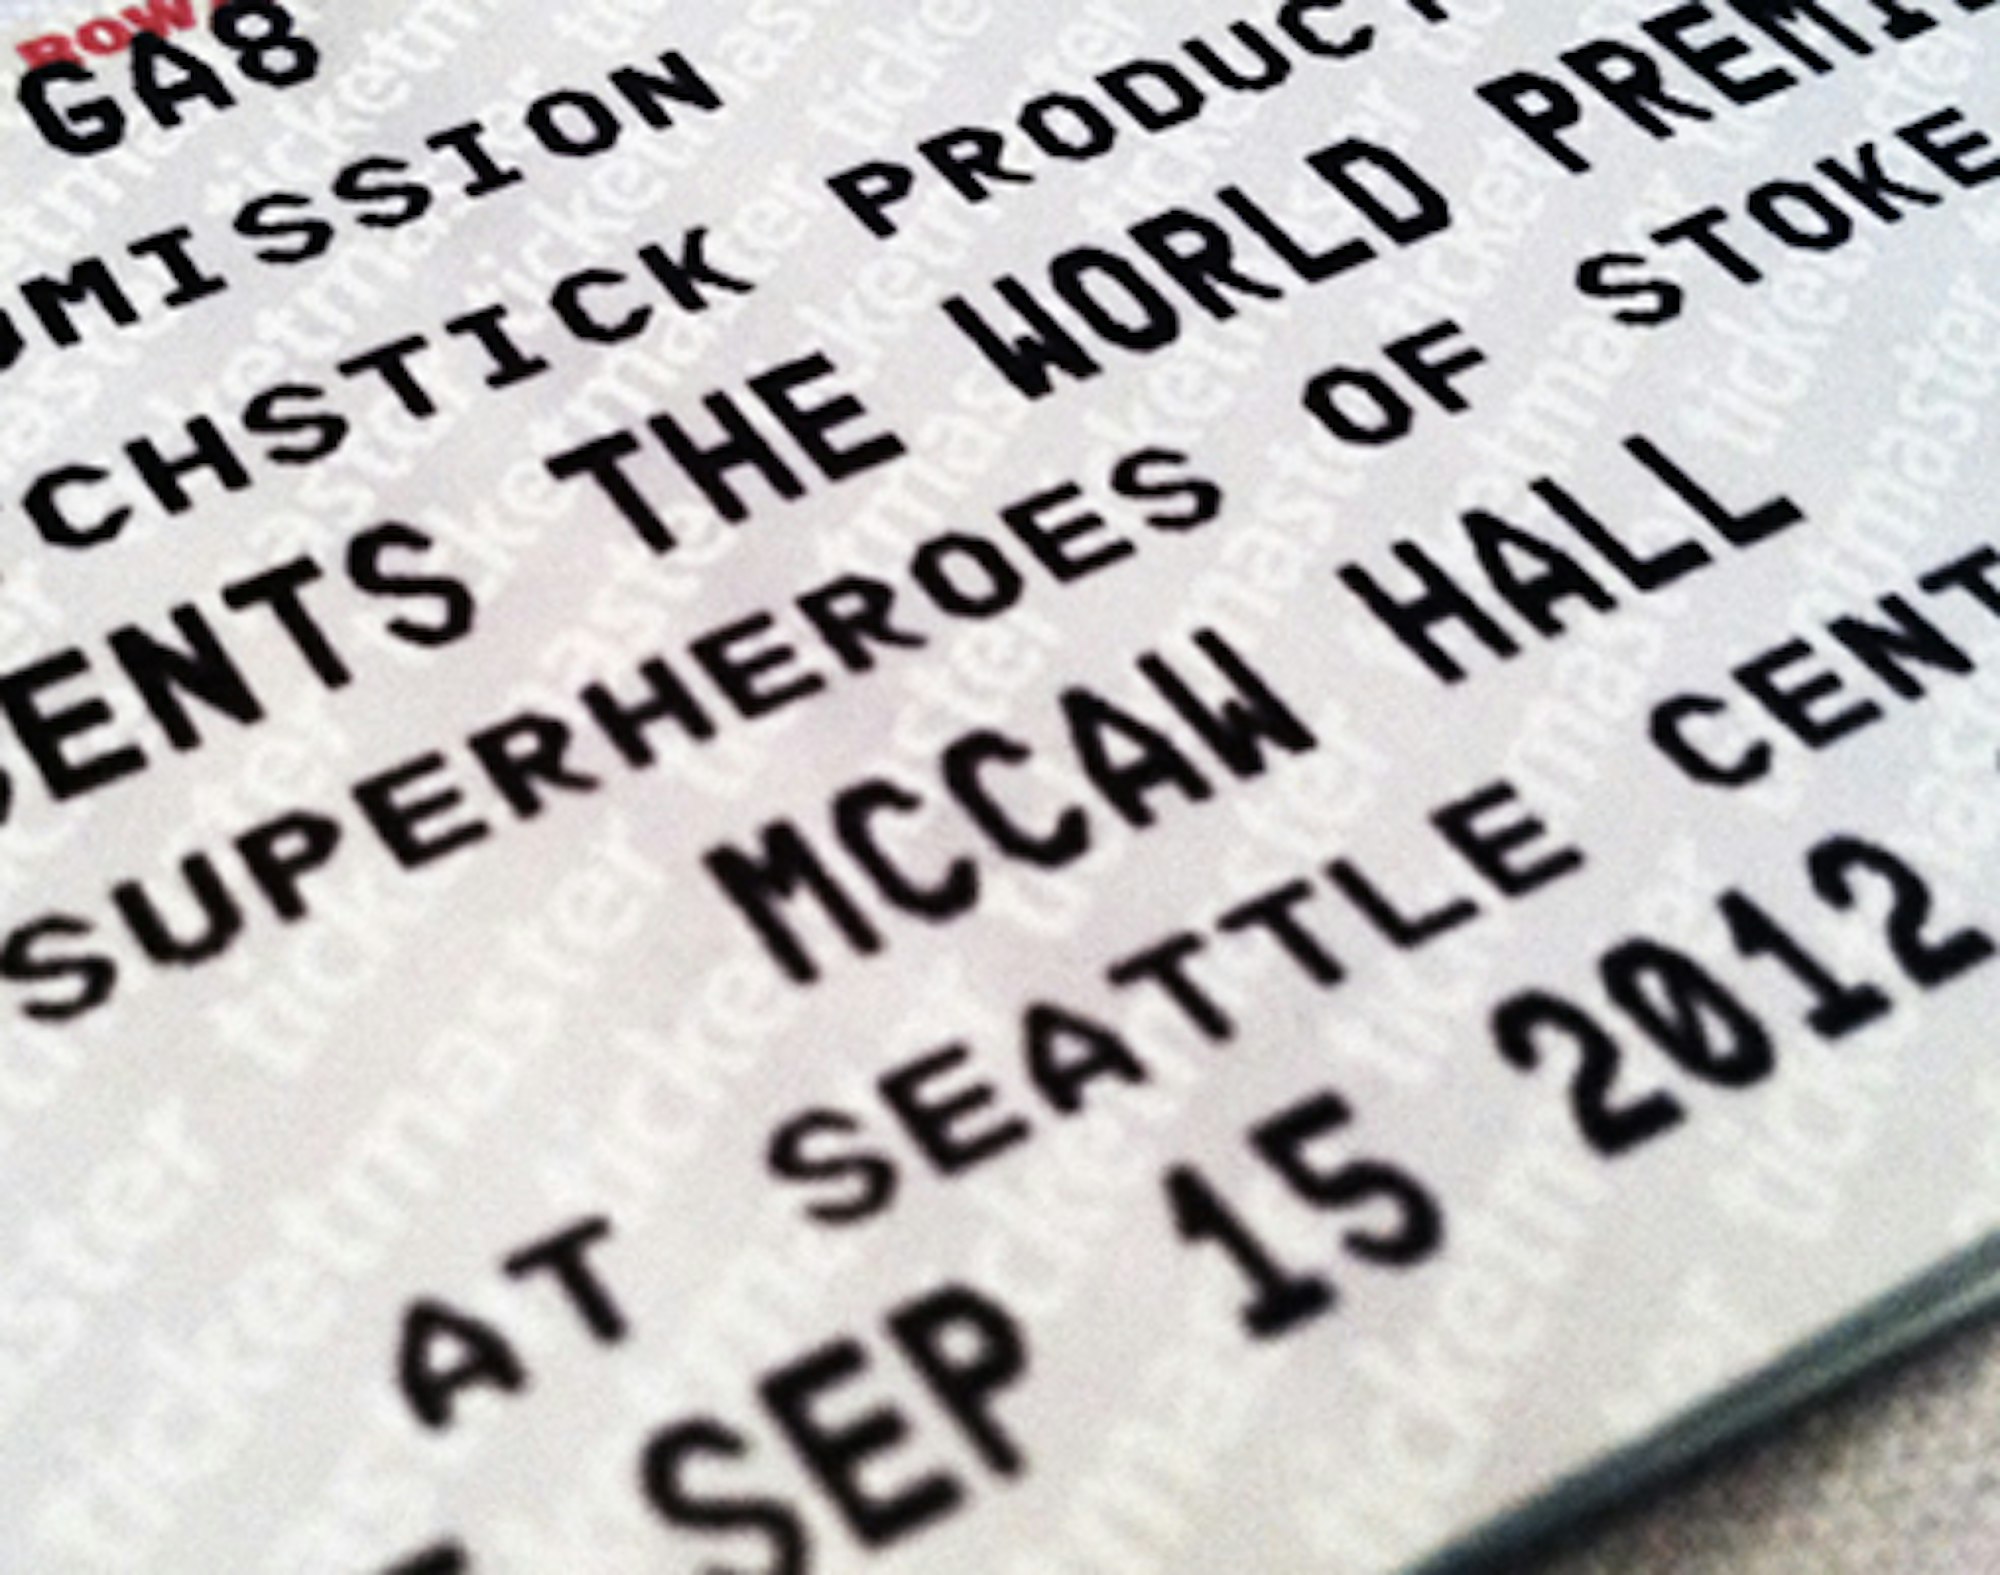 ROW
GA8
MISSION
CHSTICK PRODUCT
ENTS THE WORLD PREMI
SUPERHEROES OF STOKE
MCCAW HALL
AT SEATTLE CENT
SEP 15 2012